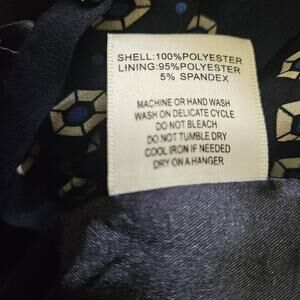 SHELL:100%POLYESTER
LINING:95%POLYESTER
5% SPANDEX
MACHINE OR HAND WASH
WASH ON DELICATE CYCLE
DO NOT BLEACH
DO NOT TUMBLE DRY
COOL IRON IF NEEDED
DRY ON A HANGER